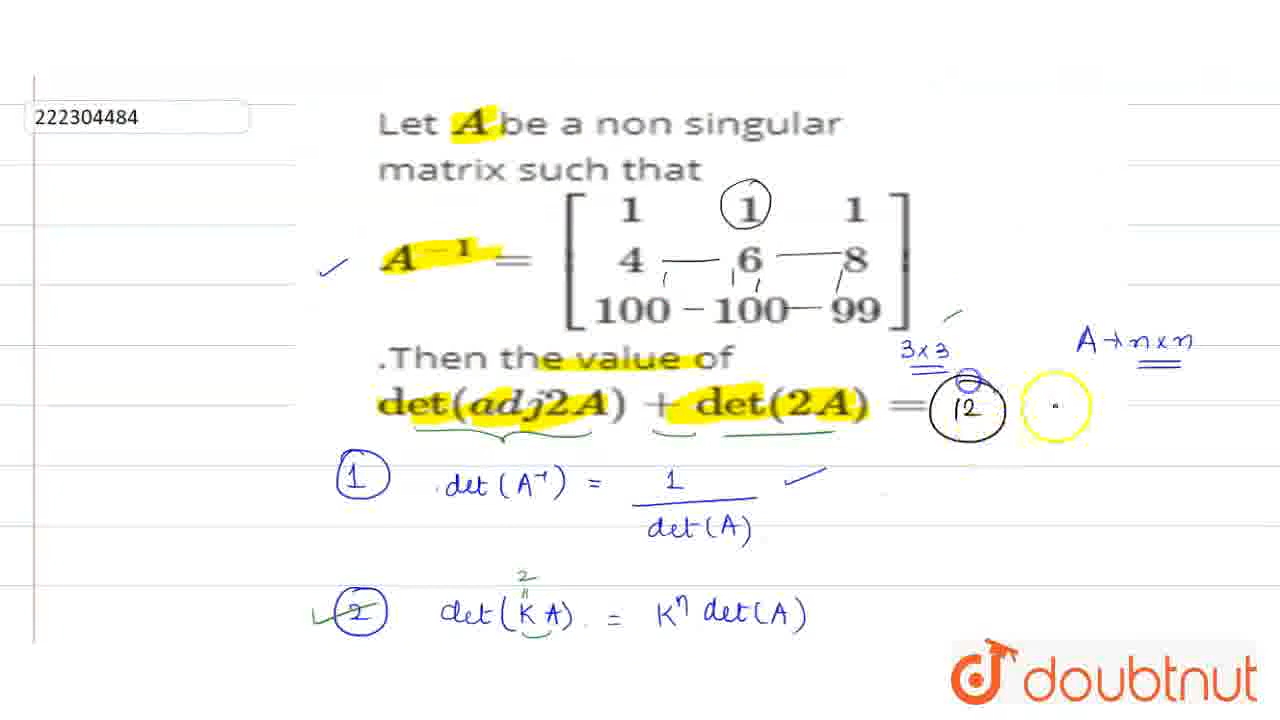 222304484
Let A be a non singular
matrix such that
A⁻¹ = [ 1 1 1
4 6 8
100 -100 -99 ]
.Then the value of
3×3
A → n×n
det(adj2A) + det(2A) = 12
1 det(A⁻¹) = 1 / det(A)
2
2 det(KA) = Kⁿ det(A)
doubtnut